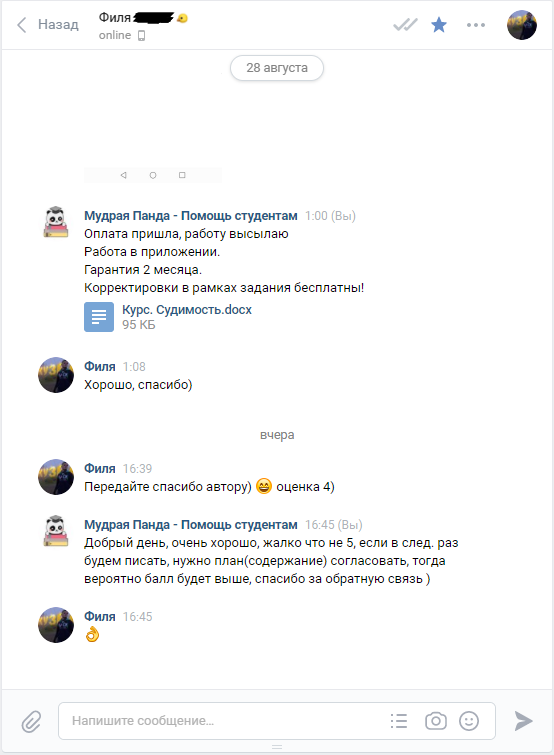 Назад
Филя
online
28 августа
Мудрая Панда - Помощь студентам 1:00 (Вы)
Оплата пришла, работу высылаю
Работа в приложении.
Гарантия 2 месяца.
Корректировки в рамках задания бесплатны!
Курс. Судимость.docx
95 КБ
Филя 1:08
Хорошо, спасибо)
вчера
Филя 16:39
Передайте спасибо автору) 😄 оценка 4)
Мудрая Панда - Помощь студентам 16:45 (Вы)
Добрый день, очень хорошо, жалко что не 5, если в след. раз
будем писать, нужно план(содержание) согласовать, тогда
вероятно балл будет выше, спасибо за обратную связь )
Филя 16:45
👌
Напишите сообщение...